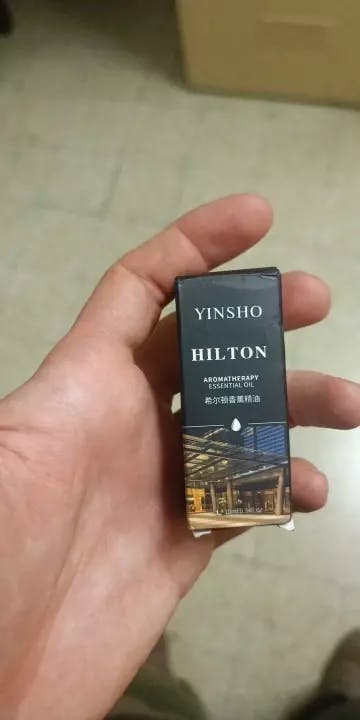 YINSHO
HILTON
AROMATHERAPY
ESSENTIAL OIL
希尔顿香薰精油